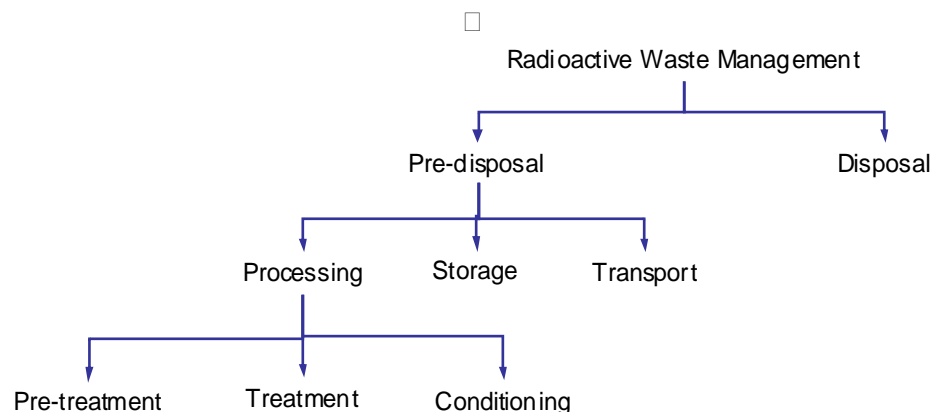 Radioactive Waste Management
Pre-disposal Disposal
Processing Storage Transport
Pre-treatment Treatment Conditioning